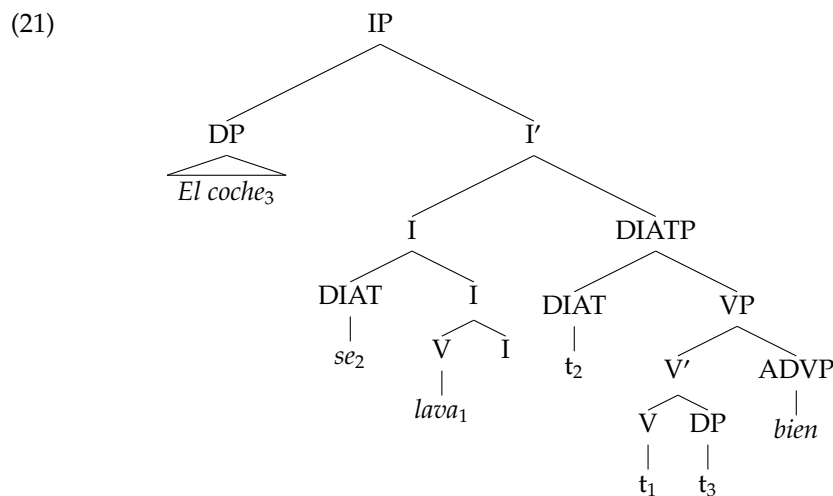 (21) IP
DP I′
El coche₃
I DIATP
DIAT I DIAT VP
se₂ V I t₂ V′ ADVP
lava₁ V DP bien
t₁ t₃